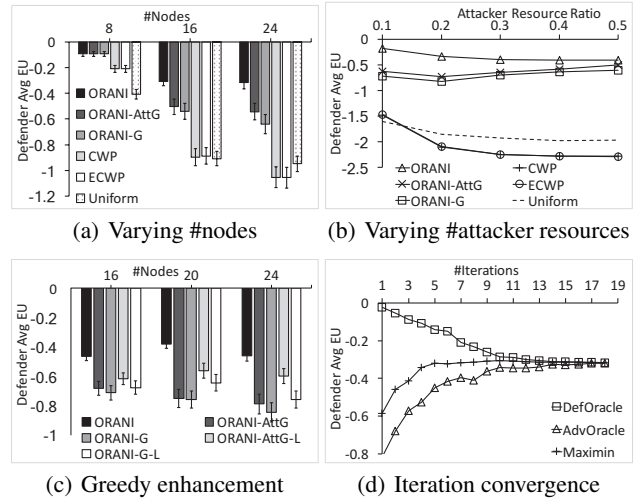 #Nodes
8 16 24
0
-0.2
-0.4
-0.6
-0.8
-1
-1.2
Defender Avg EU
ORANI
ORANI-AttG
ORANI-G
CWP
ECWP
Uniform
(a) Varying #nodes
Attacker Resource Ratio
0.1 0.2 0.3 0.4 0.5
0
-0.5
-1
-1.5
-2
-2.5
Defender Avg EU
ORANI CWP
ORANI-AttG ECWP
ORANI-G Uniform
(b) Varying #attacker resources
#Nodes
16 20 24
0
-0.2
-0.4
-0.6
-0.8
-1
Defender Avg EU
ORANI ORANI-AttG
ORANI-G ORANI-AttG-L
ORANI-G-L
(c) Greedy enhancement
#Iterations
1 3 5 7 9 11 13 15 17 19
0
-0.2
-0.4
-0.6
-0.8
Defender Avg EU
DefOracle
AdvOracle
Maximin
(d) Iteration convergence